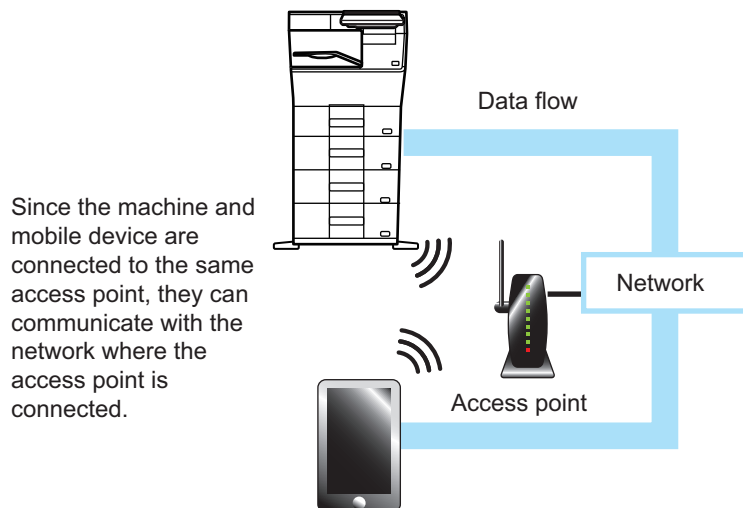 Data flow
Since the machine and
mobile device are
connected to the same
access point, they can
communicate with the
network where the
access point is
connected.
Network
Access point